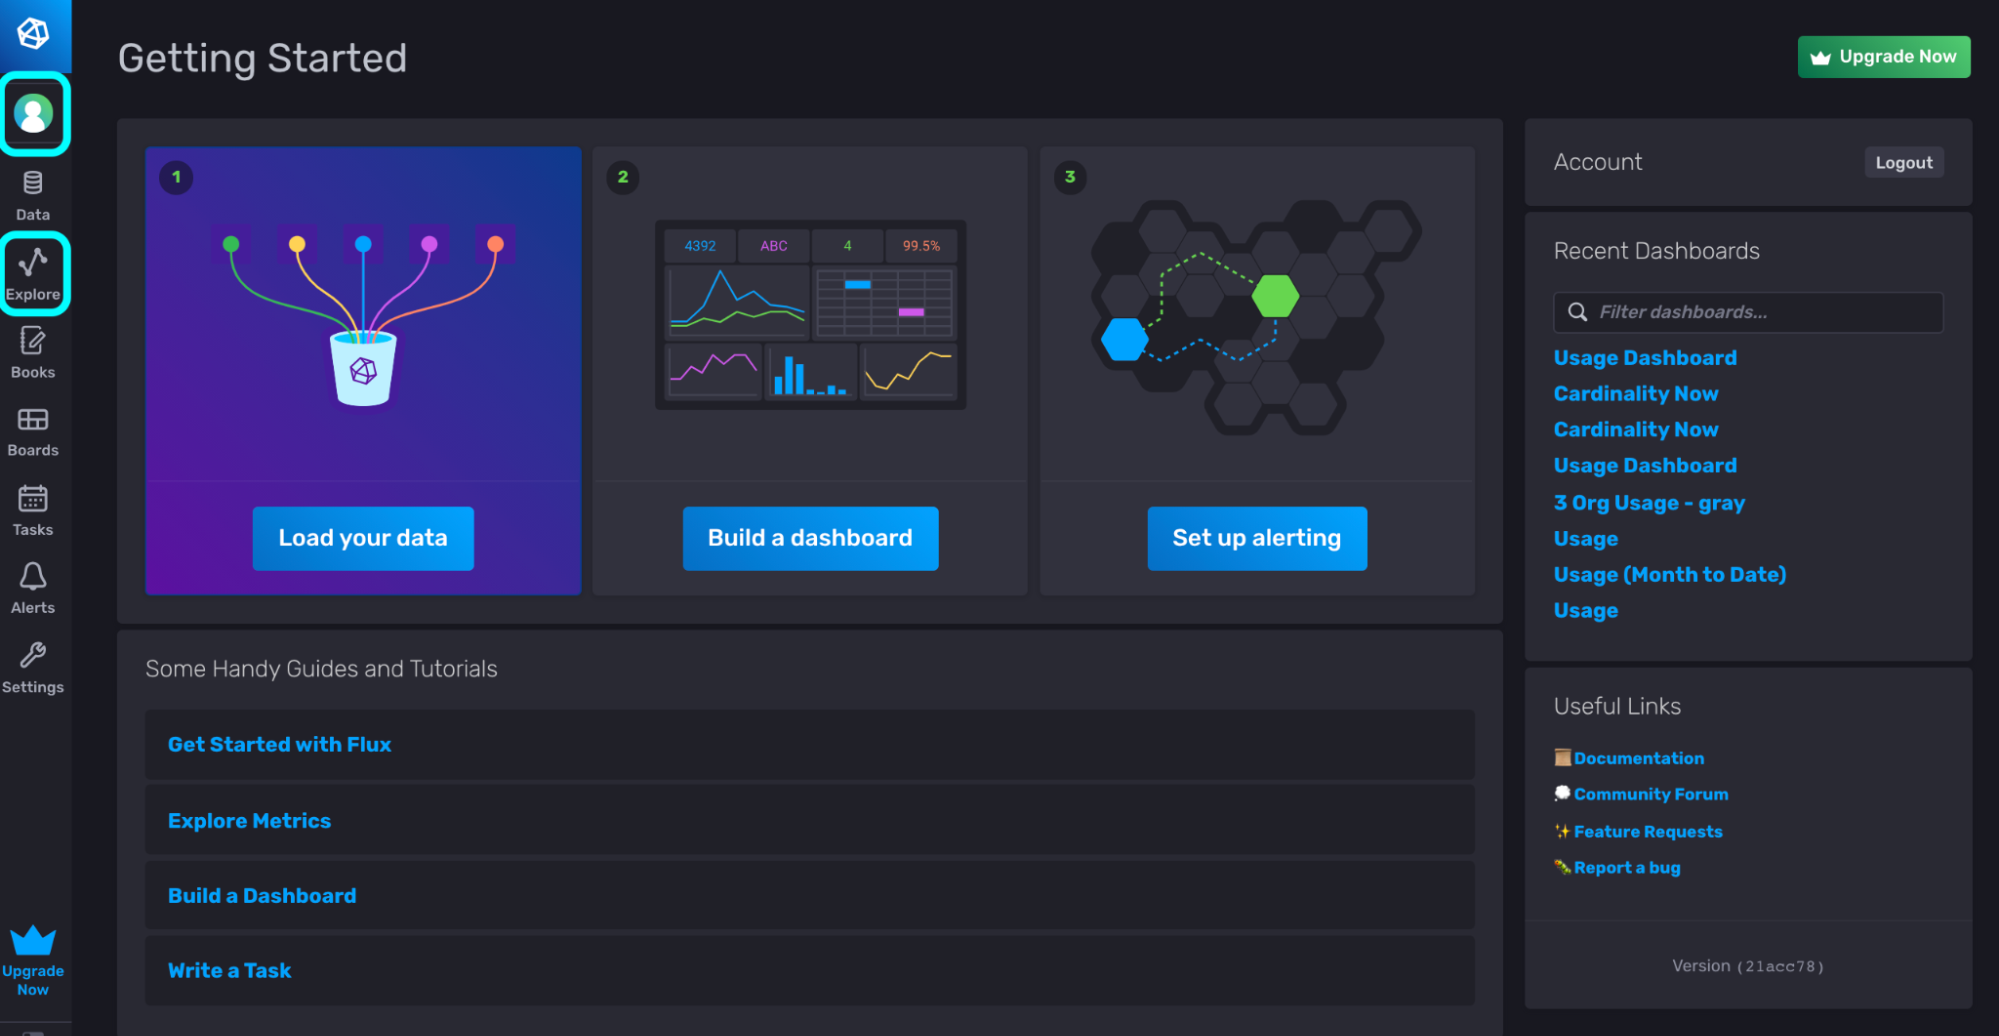 Getting Started
Upgrade Now
Data
Explore
Books
Boards
Tasks
Alerts
Settings
Upgrade
Now
1
Load your data
2
4392
ABC
4
99.5%
Build a dashboard
3
Set up alerting
Some Handy Guides and Tutorials
Get Started with Flux
Explore Metrics
Build a Dashboard
Write a Task
Account
Logout
Recent Dashboards
Filter dashboards...
Usage Dashboard
Cardinality Now
Cardinality Now
Usage Dashboard
3 Org Usage - gray
Usage
Usage (Month to Date)
Usage
Useful Links
Documentation
Community Forum
Feature Requests
Report a bug
Version (21acc78)